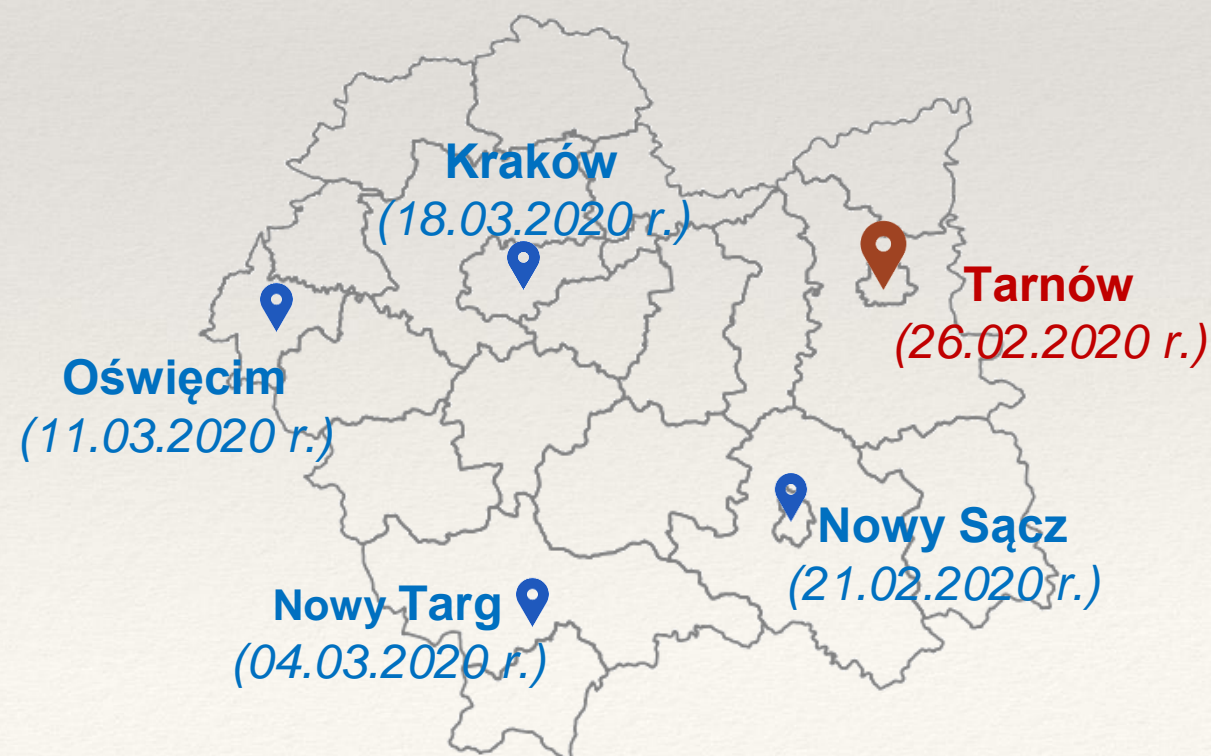 Kraków
(18.03.2020 r.)
Tarnów
(26.02.2020 r.)
Oświęcim
(11.03.2020 r.)
Nowy Sącz
(21.02.2020 r.)
Nowy Targ
(04.03.2020 r.)